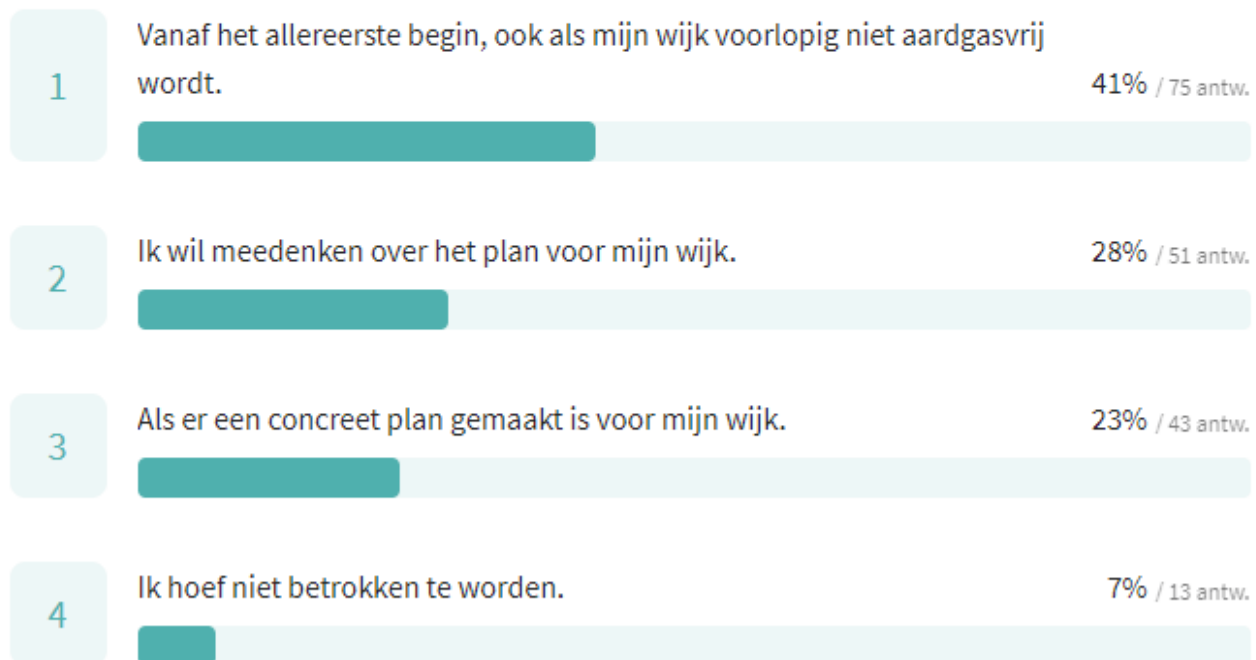 Vanaf het allereerste begin, ook als mijn wijk voorlopig niet aardgasvrij
1 wordt. 41% / 75 antw.
2 Ik wil meedenken over het plan voor mijn wijk. 28% / 51 antw.
3 Als er een concreet plan gemaakt is voor mijn wijk. 23% / 43 antw.
4 Ik hoef niet betrokken te worden. 7% / 13 antw.